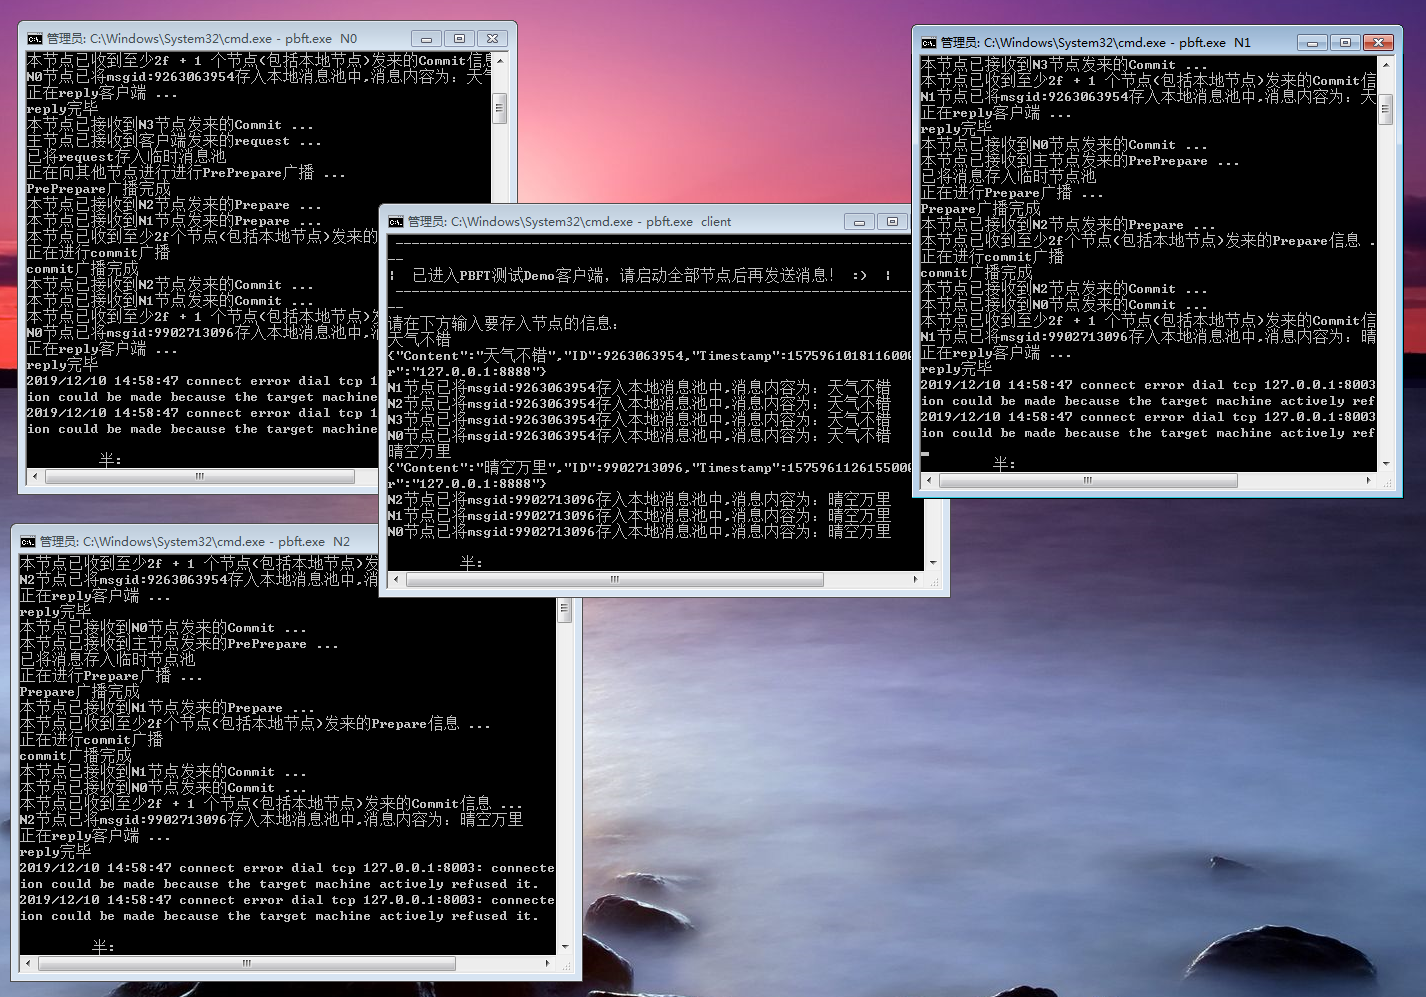 管理员: C:\Windows\System32\cmd.exe - pbft.exe  N0
本节点已收到至少2f + 1 个节点(包括本地节点)发来的Commit信息
N0节点已将msgid:9263063954存入本地消息池中,消息内容为：天气
正在reply客户端 ...
reply完毕
本节点已接收到N3节点发来的Commit ...
主节点已接收到客户端发来的request ...
已将request存入临时消息池
正在向其他节点进行进行PrePrepare广播 ...
PrePrepare广播完成
本节点已接收到N2节点发来的Prepare ...
本节点已接收到N1节点发来的Prepare ...
本节点已收到至少2f个节点(包括本地节点)发来的
正在进行commit广播
commit广播完成
本节点已接收到N2节点发来的Commit ...
本节点已接收到N1节点发来的Commit ...
本节点已收到至少2f + 1 个节点(包括本地节点)发
N0节点已将msgid:9902713096存入本地消息池中,消
正在reply客户端 ...
reply完毕
2019/12/10 14:58:47 connect error dial tcp 1
ion could be made because the target machine
2019/12/10 14:58:47 connect error dial tcp 1
ion could be made because the target machine
半：
管理员: C:\Windows\System32\cmd.exe - pbft.exe  client
|  已进入PBFT测试Demo客户端，请启动全部节点后再发送消息！ :)  |
请在下方输入要存入节点的信息：
天气不错
{"Content":"天气不错","ID":9263063954,"Timestamp":1575961018116000
r":"127.0.0.1:8888"}
N1节点已将msgid:9263063954存入本地消息池中,消息内容为：天气不错
N2节点已将msgid:9263063954存入本地消息池中,消息内容为：天气不错
N3节点已将msgid:9263063954存入本地消息池中,消息内容为：天气不错
N0节点已将msgid:9263063954存入本地消息池中,消息内容为：天气不错
晴空万里
{"Content":"晴空万里","ID":9902713096,"Timestamp":1575961126155000
r":"127.0.0.1:8888"}
N2节点已将msgid:9902713096存入本地消息池中,消息内容为：晴空万里
N1节点已将msgid:9902713096存入本地消息池中,消息内容为：晴空万里
N0节点已将msgid:9902713096存入本地消息池中,消息内容为：晴空万里
半：
管理员: C:\Windows\System32\cmd.exe - pbft.exe  N1
本节点已接收到N3节点发来的Commit ...
本节点已收到至少2f + 1 个节点(包括本地节点)发来的Commit信
N1节点已将msgid:9263063954存入本地消息池中,消息内容为：天
正在reply客户端 ...
reply完毕
本节点已接收到N0节点发来的Commit ...
本节点已接收到主节点发来的PrePrepare ...
已将消息存入临时节点池
正在进行Prepare广播 ...
Prepare广播完成
本节点已接收到N2节点发来的Prepare ...
本节点已收到至少2f个节点(包括本地节点)发来的Prepare信息 .
正在进行commit广播
commit广播完成
本节点已接收到N2节点发来的Commit ...
本节点已接收到N0节点发来的Commit ...
本节点已收到至少2f + 1 个节点(包括本地节点)发来的Commit信
N1节点已将msgid:9902713096存入本地消息池中,消息内容为：晴
正在reply客户端 ...
reply完毕
2019/12/10 14:58:47 connect error dial tcp 127.0.0.1:8003
ion could be made because the target machine actively ref
2019/12/10 14:58:47 connect error dial tcp 127.0.0.1:8003
ion could be made because the target machine actively ref
半：
管理员: C:\Windows\System32\cmd.exe - pbft.exe  N2
本节点已收到至少2f + 1 个节点(包括本地节点)发
N2节点已将msgid:9263063954存入本地消息池中,消
正在reply客户端 ...
reply完毕
本节点已接收到N0节点发来的Commit ...
本节点已接收到主节点发来的PrePrepare ...
已将消息存入临时节点池
正在进行Prepare广播 ...
Prepare广播完成
本节点已接收到N1节点发来的Prepare ...
本节点已收到至少2f个节点(包括本地节点)发来的Prepare信息 ...
正在进行commit广播
commit广播完成
本节点已接收到N1节点发来的Commit ...
本节点已接收到N0节点发来的Commit ...
本节点已收到至少2f + 1 个节点(包括本地节点)发来的Commit信息 ...
N2节点已将msgid:9902713096存入本地消息池中,消息内容为：晴空万里
正在reply客户端 ...
reply完毕
2019/12/10 14:58:47 connect error dial tcp 127.0.0.1:8003: connecte
ion could be made because the target machine actively refused it.
2019/12/10 14:58:47 connect error dial tcp 127.0.0.1:8003: connecte
ion could be made because the target machine actively refused it.
半：